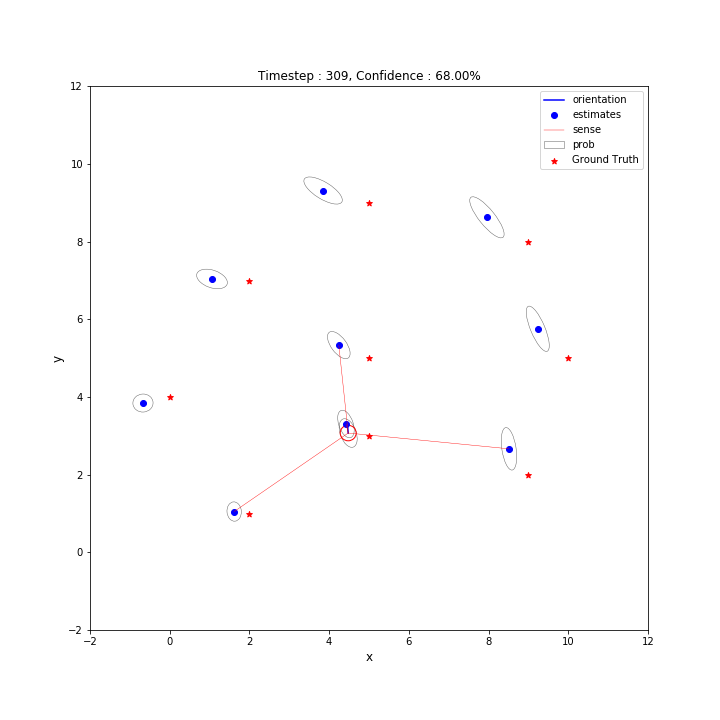 Timestep : 309, Confidence : 68.00%
12
10
8
6
4
2
0
−2
y
−2 0 2 4 6 8 10 12
x
orientation
estimates
sense
prob
Ground Truth